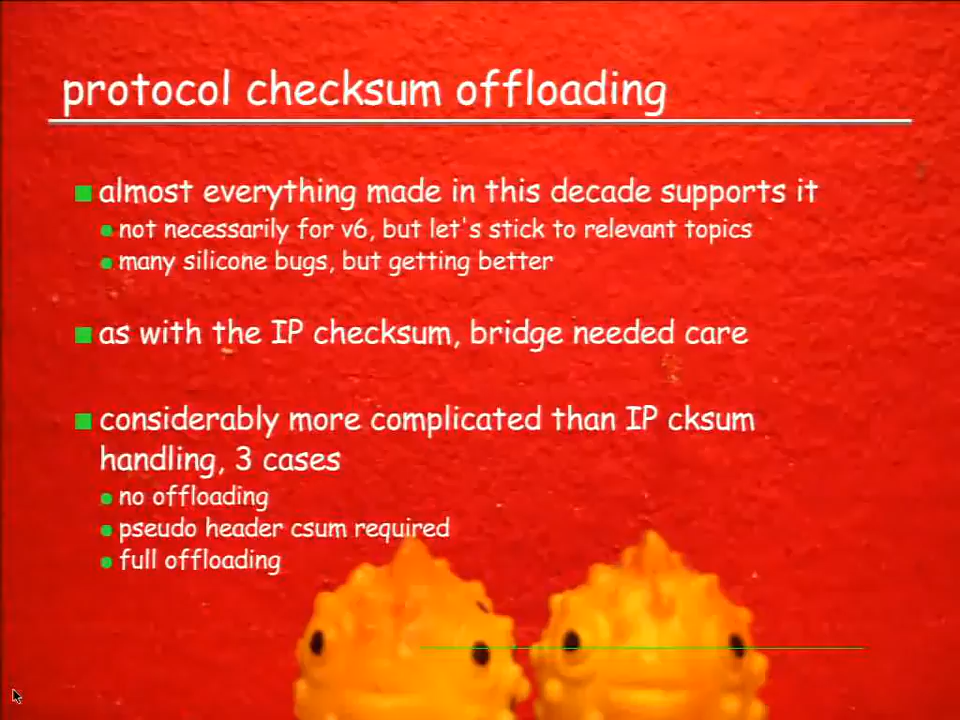 protocol checksum offloading
almost everything made in this decade supports it
not necessarily for v6, but let's stick to relevant topics
many silicone bugs, but getting better
as with the IP checksum, bridge needed care
considerably more complicated than IP cksum
handling, 3 cases
no offloading
pseudo header csum required
full offloading